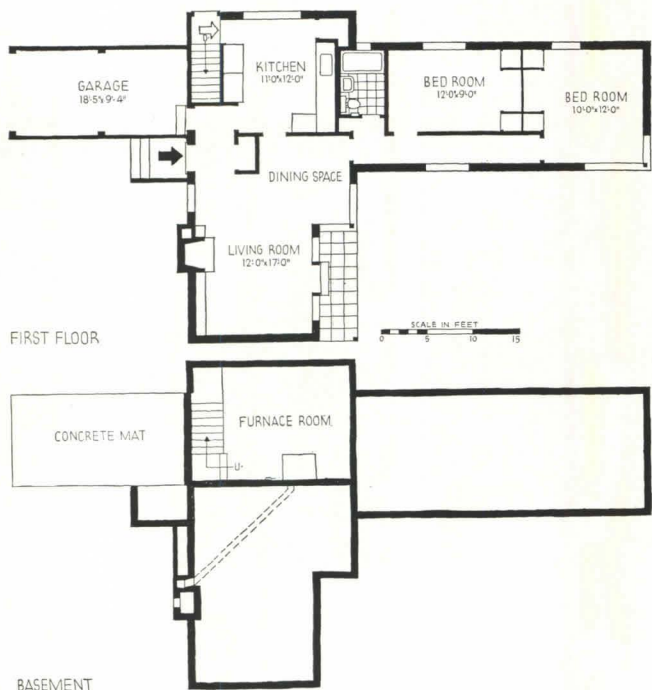 GARAGE
18'-5"x9'-4"
KITCHEN
11'0"x12'0"
BED ROOM
12'0"x9'-0"
BED ROOM
10'-0"x12'-0"
DINING SPACE
LIVING ROOM
12'-0"x17'-0"
FIRST FLOOR
SCALE IN FEET
0 5 10 15
CONCRETE MAT
FURNACE ROOM
U
BASEMENT